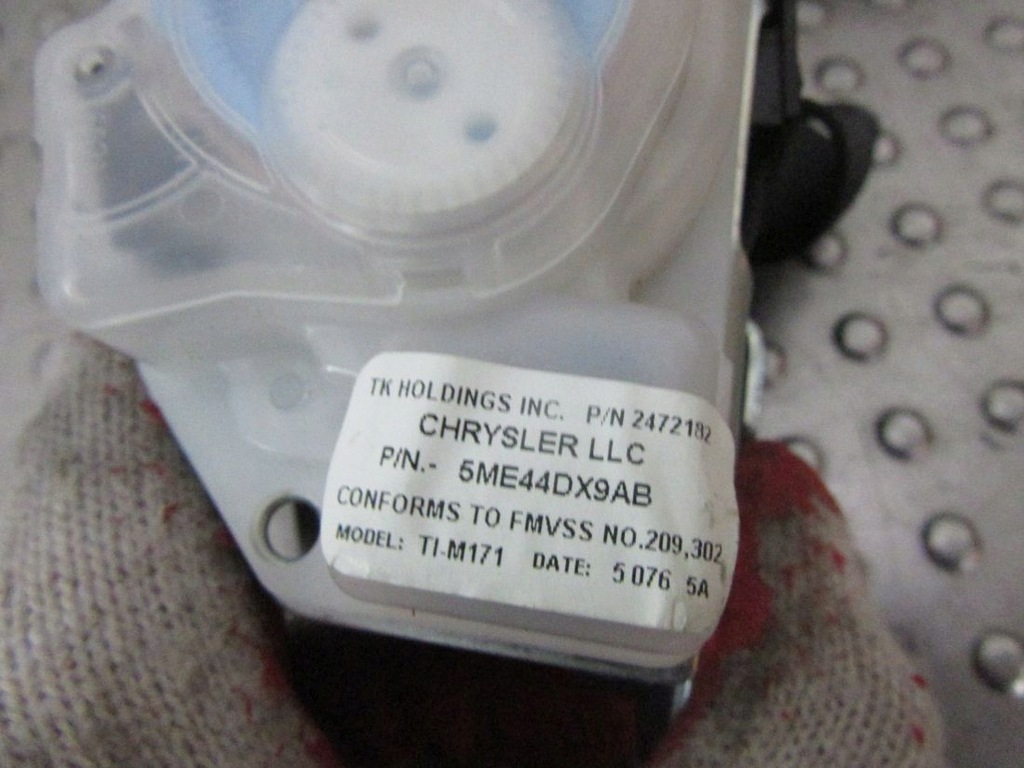 TK HOLDINGS INC. P/N 2472182
CHRYSLER LLC
P/N.- 5ME44DX9AB
CONFORMS TO FMVSS NO.209,302
MODEL: TI-M171 DATE: 5 076 5A